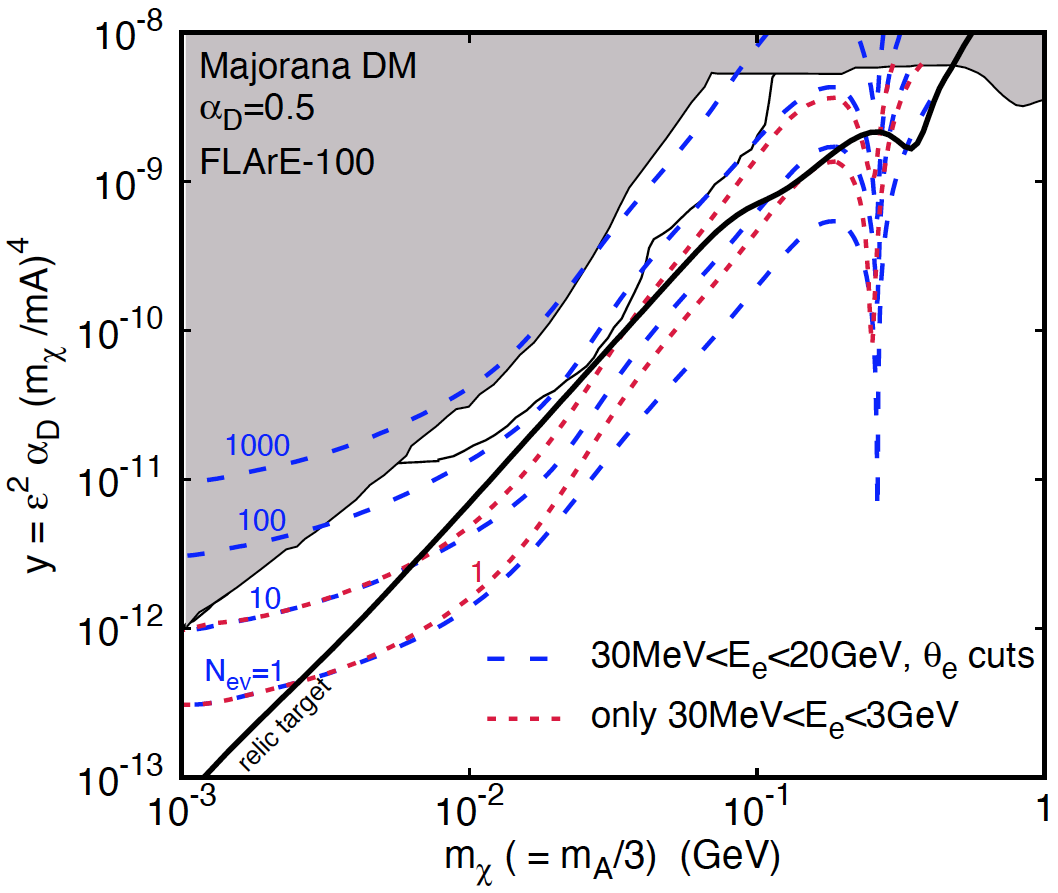 10⁻⁸
Majorana DM
α_D=0.5
FLArE-100
10⁻⁹
10⁻¹⁰
10⁻¹¹
10⁻¹²
10⁻¹³
y = ε² α_D (m_χ /mA)⁴
1000
100
10
1
N_ev=1
relic target
30MeV<E_e<20GeV, θ_e cuts
only 30MeV<E_e<3GeV
10⁻³
10⁻²
10⁻¹
1
m_χ ( = m_A/3) (GeV)